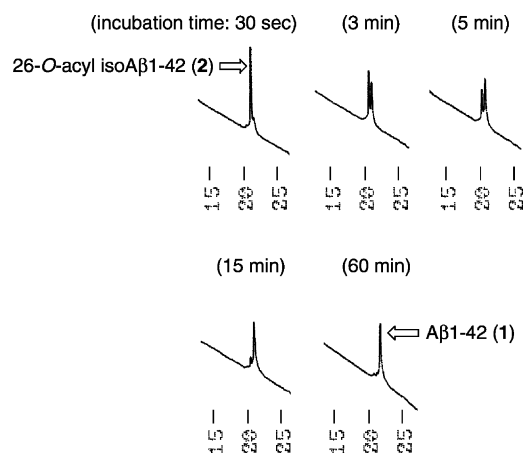 (incubation time: 30 sec) (3 min) (5 min)
26-O-acyl isoAβ1-42 (2)
15 20 25 15 20 25 15 20 25
(15 min) (60 min)
Aβ1-42 (1)
15 20 25 15 20 25